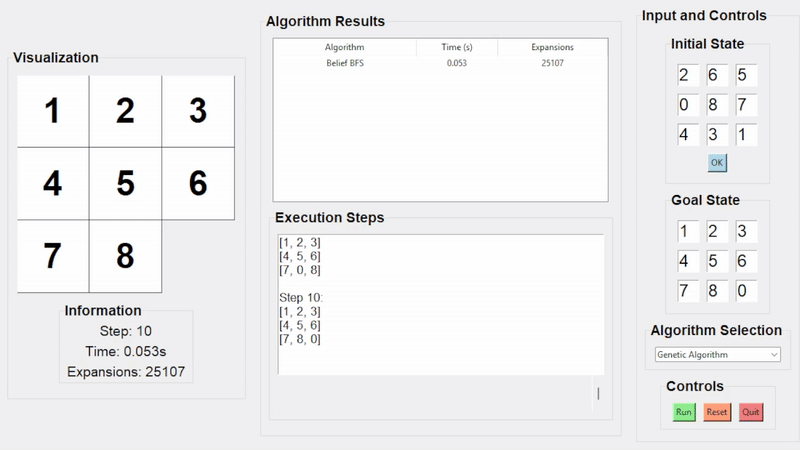 Visualization
1 2 3
4 5 6
7 8
Information
Step: 10
Time: 0.053s
Expansions: 25107
Algorithm Results
Algorithm Time (s) Expansions
Belief BFS 0.053 25107
Execution Steps
[1, 2, 3]
[4, 5, 6]
[7, 0, 8]
Step 10:
[1, 2, 3]
[4, 5, 6]
[7, 8, 0]
Input and Controls
Initial State
2 6 5
0 8 7
4 3 1
OK
Goal State
1 2 3
4 5 6
7 8 0
Algorithm Selection
Genetic Algorithm
Controls
Run Reset Quit